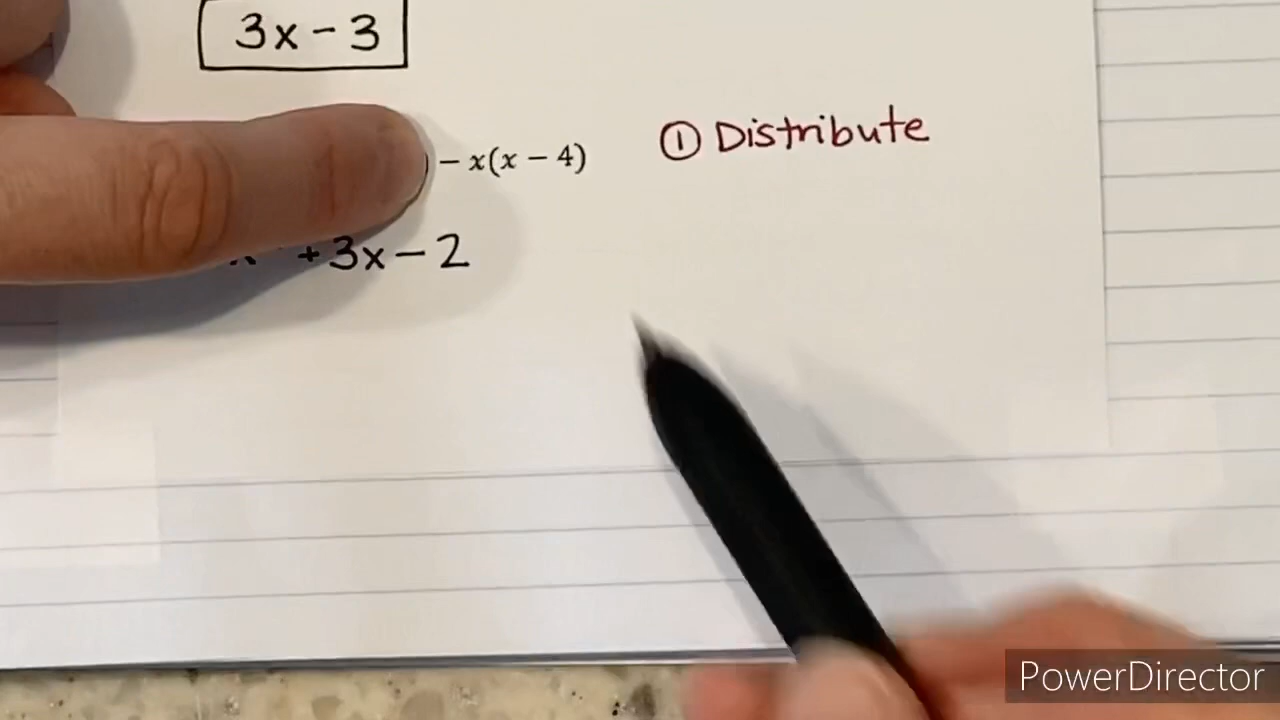 3x - 3
) - x(x - 4)
① Distribute
+3x - 2
PowerDirector